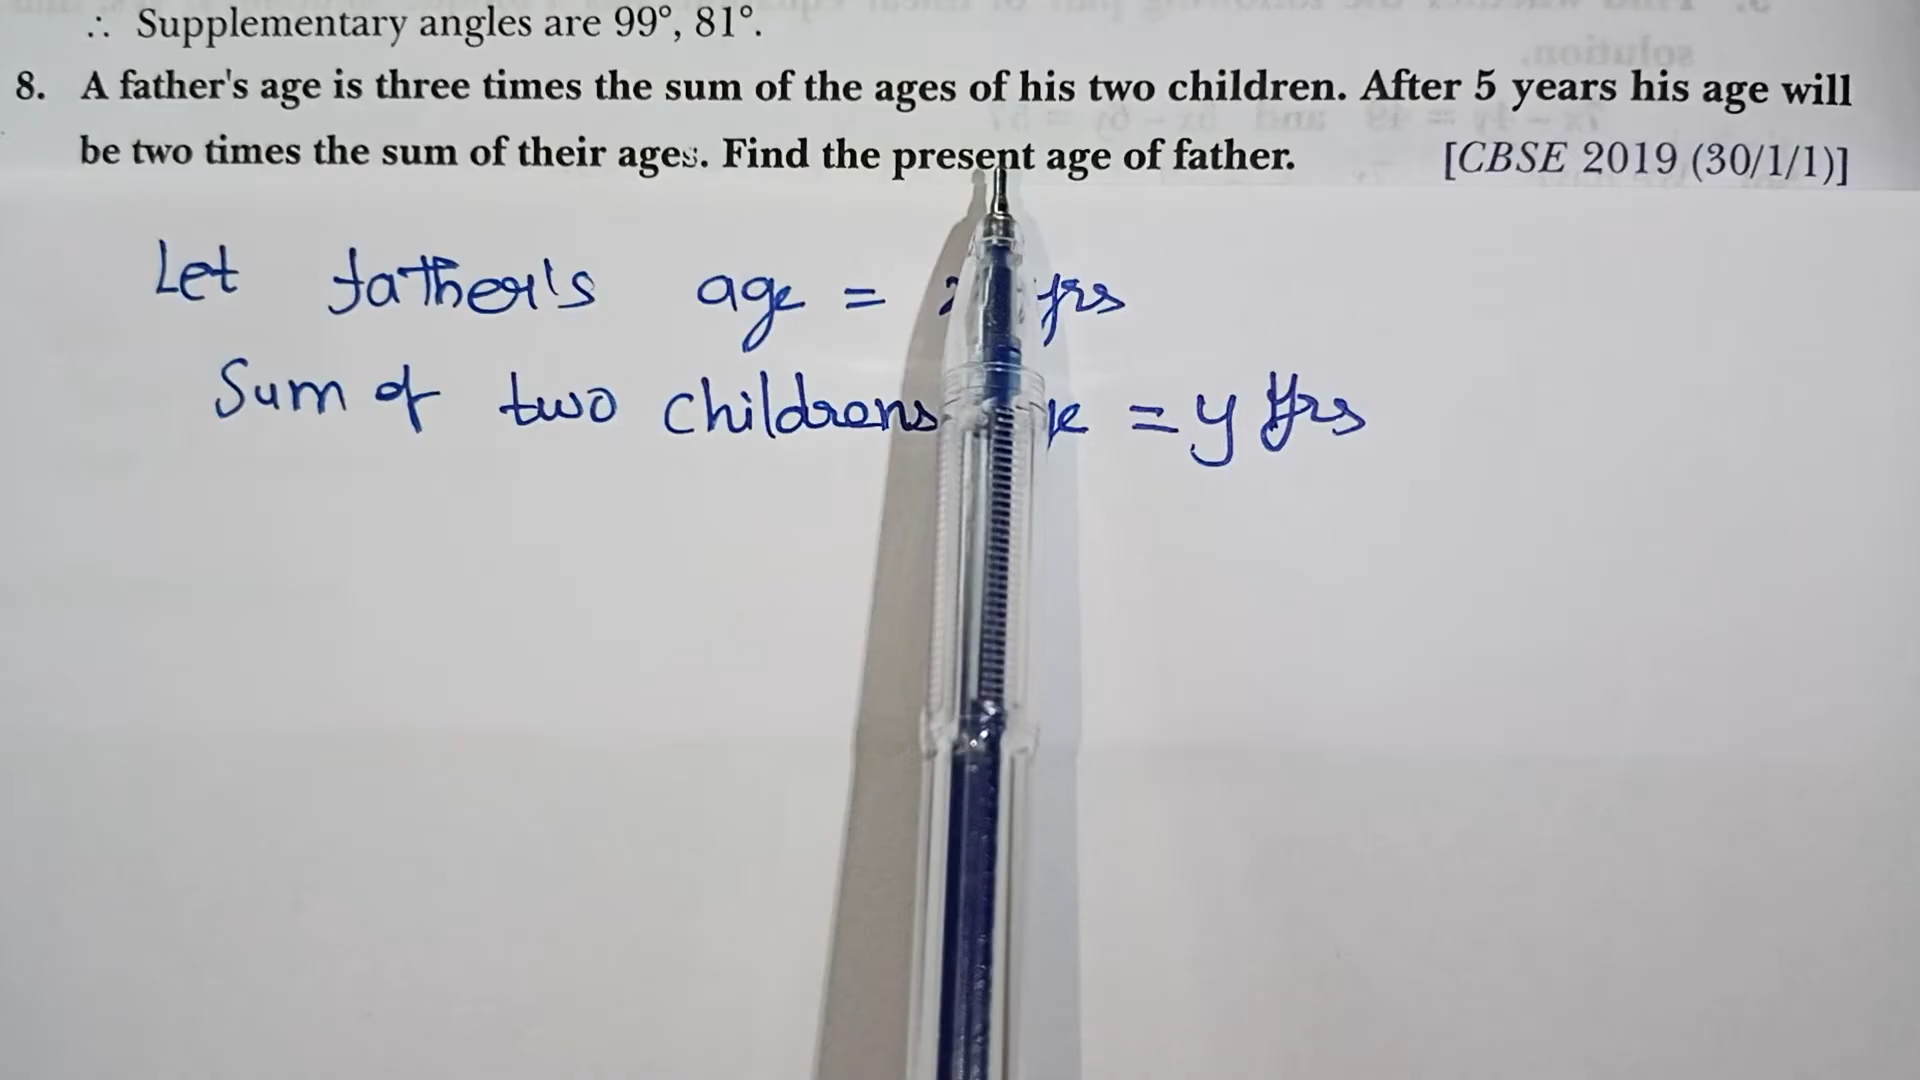 ∴ Supplementary angles are 99°, 81°.
8. A father's age is three times the sum of the ages of his two children. After 5 years his age will
be two times the sum of their ages. Find the present age of father. [CBSE 2019 (30/1/1)]
Let father's age = yrs
Sum of two childrens = y yrs